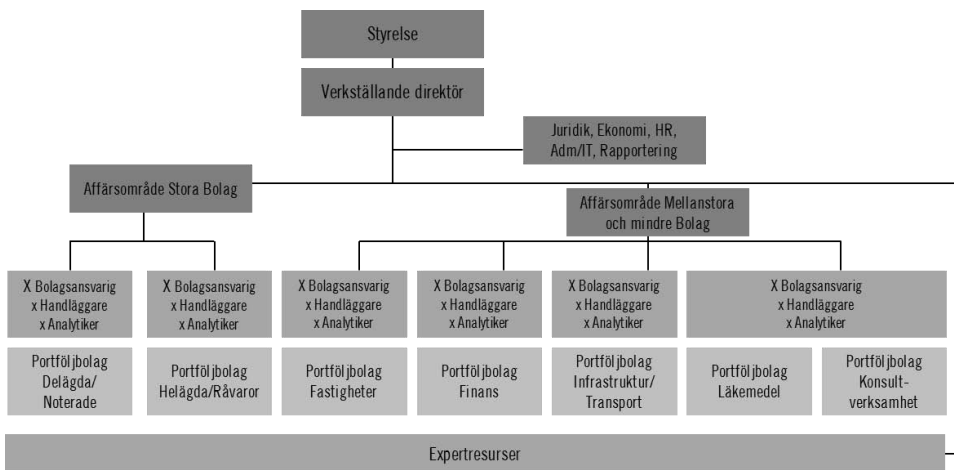 Styrelse
Verkställande direktör
Juridik, Ekonomi, HR,
Adm/IT, Rapportering
Affärsområde Stora Bolag
Affärsområde Mellanstora
och mindre Bolag
X Bolagsansvarig
x Handläggare
x Analytiker
X Bolagsansvarig
x Handläggare
x Analytiker
X Bolagsansvarig
x Handläggare
x Analytiker
X Bolagsansvarig
x Handläggare
x Analytiker
X Bolagsansvarig
x Handläggare
x Analytiker
X Bolagsansvarig
x Handläggare
x Analytiker
Portföljbolag
Delägda/
Noterade
Portföljbolag
Helägda/Råvaror
Portföljbolag
Fastigheter
Portföljbolag
Finans
Portföljbolag
Infrastruktur/
Transport
Portföljbolag
Läkemedel
Portföljbolag
Konsult-
verksamhet
Expertresurser